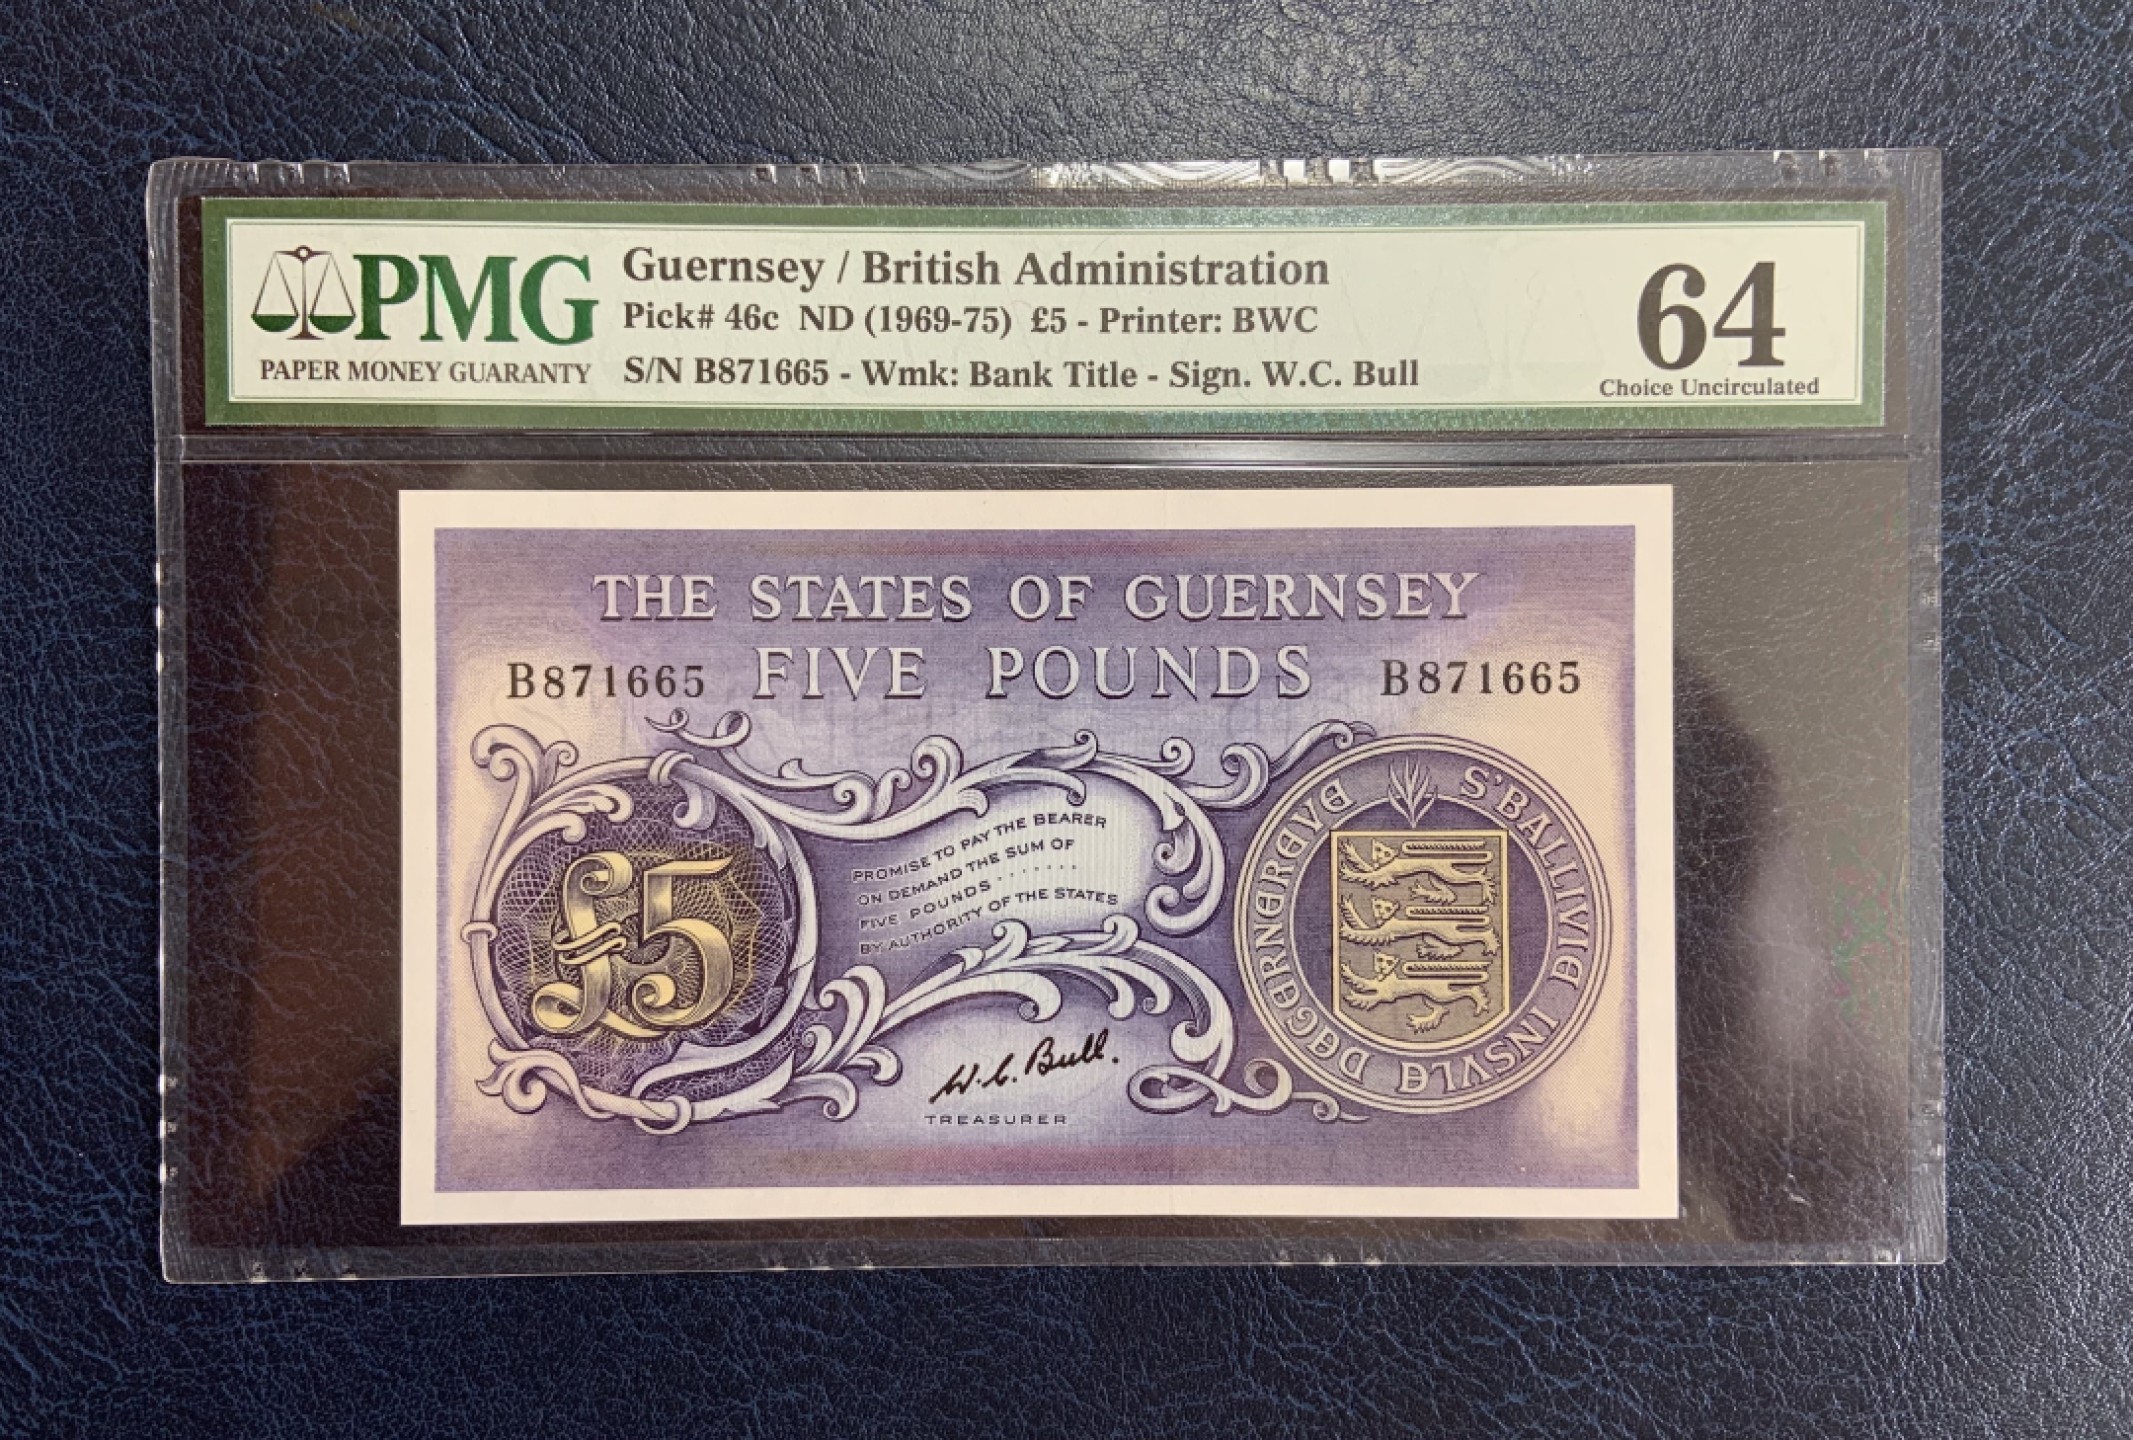 PMG
PAPER MONEY GUARANTY
Guernsey / British Administration
Pick# 46c ND (1969-75) £5 - Printer: BWC
S/N B871665 - Wmk: Bank Title - Sign. W.C. Bull
64
Choice Uncirculated
THE STATES OF GUERNSEY
FIVE POUNDS
B871665
B871665
£5
PROMISE TO PAY THE BEARER
ON DEMAND THE SUM OF
FIVE POUNDS ·······
BY AUTHORITY OF THE STATES
W.C. Bull.
TREASURER
S'BALLIVIE INSVLE DEGERNEREYE